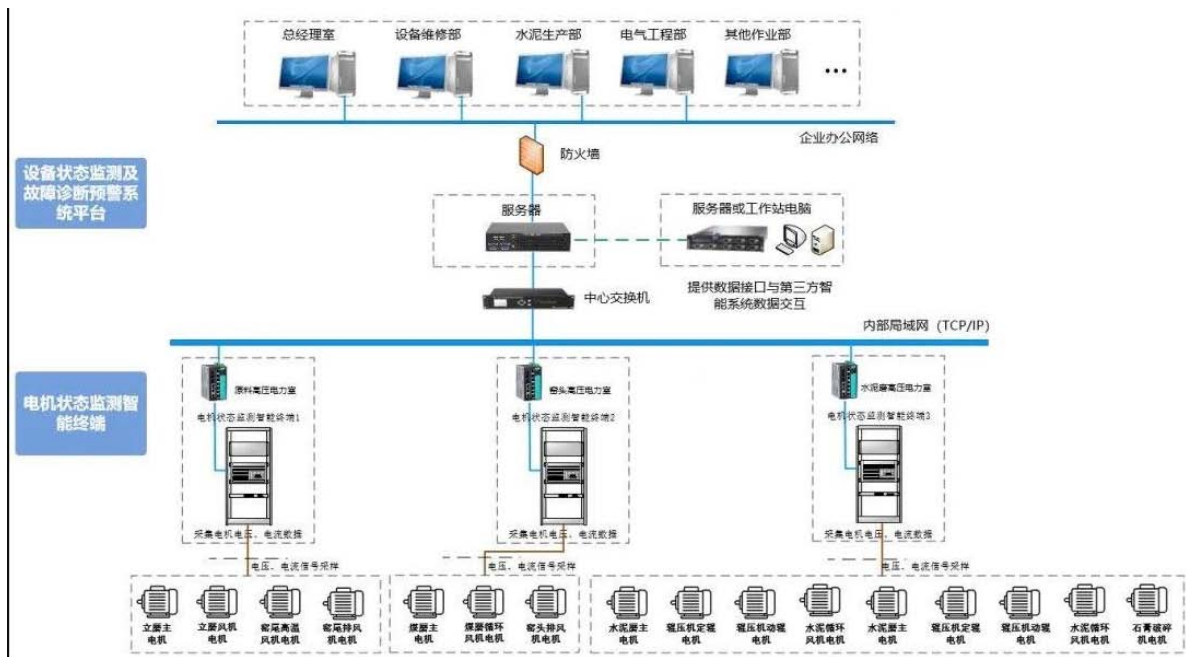 总经理室
设备维修部
水泥生产部
电气工程部
其他作业部
...
企业办公网络
防火墙
设备状态监测及
故障诊断预警系
统平台
服务器
服务器或工作站电脑
中心交换机
提供数据接口与第三方智
能系统数据交互
内部局域网（TCP/IP）
电机状态监测智
能终端
原料高压电力室
电机状态监测智能终端1
采集电机电压、电流数据
窑头高压电力室
电机状态监测智能终端2
采集电机电压、电流数据
水泥磨高压电力室
电机状态监测智能终端3
采集电机电压、电流数据
电压、电流信号采样
电压、电流信号采样
电压、电流信号采样
立磨主
电机
立磨风机
电机
窑尾高温
风机电机
窑尾排风
机电机
煤磨主
电机
煤磨循环
风机电机
窑头排风
机电机
水泥磨主
电机
辊压机定辊
电机
辊压机动辊
电机
水泥循环
风机电机
水泥磨主
电机
辊压机定辊
电机
辊压机动辊
电机
水泥循环
风机电机
石膏破碎
机电机